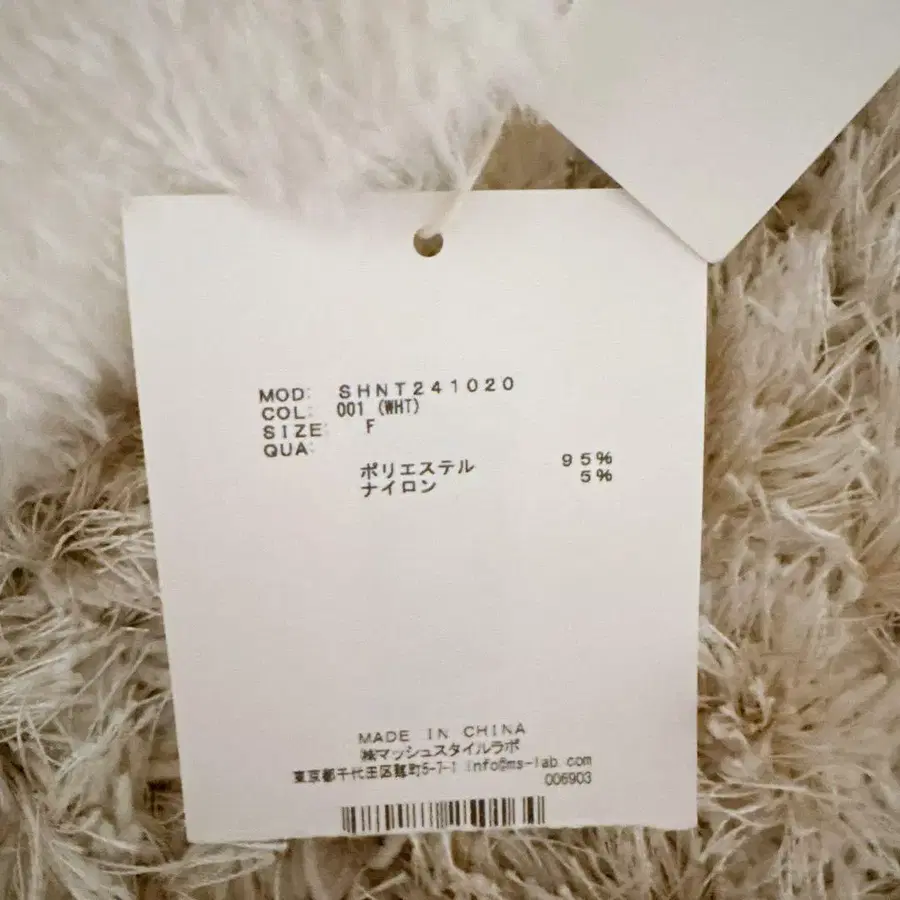 MOD: SHNT241020
COL: 001 (WHT)
SIZE: F
QUA:
ポリエステル 95%
ナイロン 5%
MADE IN CHINA
㈱マッシュスタイルラボ
東京都千代田区麹町5-7-1 info@ms-lab.com
006903